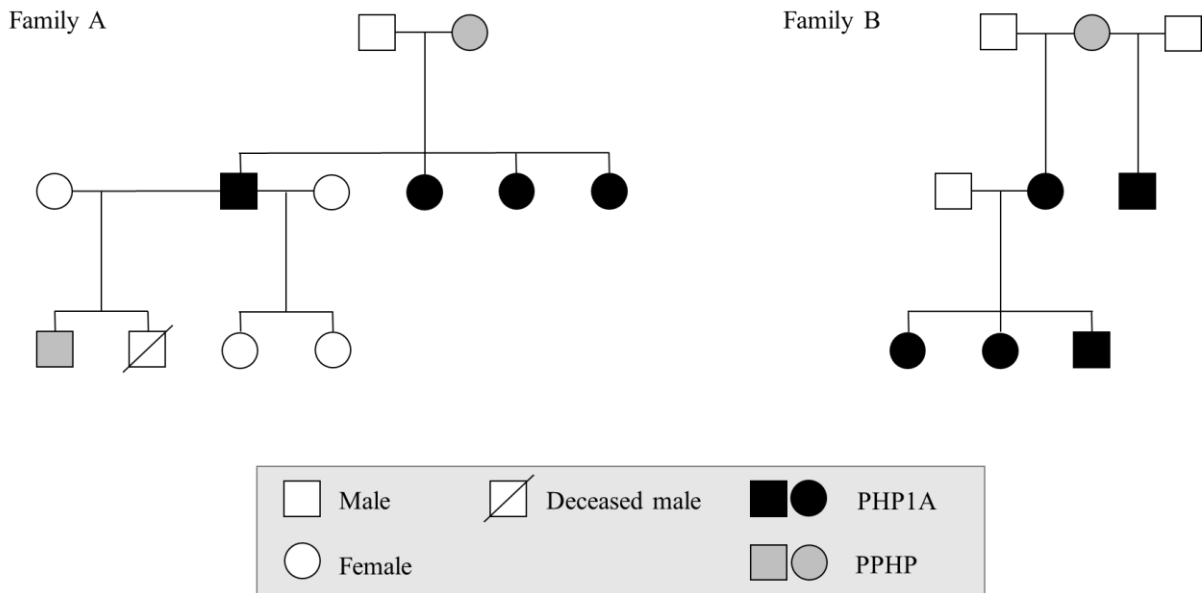 Family A
Family B
Male
Deceased male
PHP1A
Female
PPHP